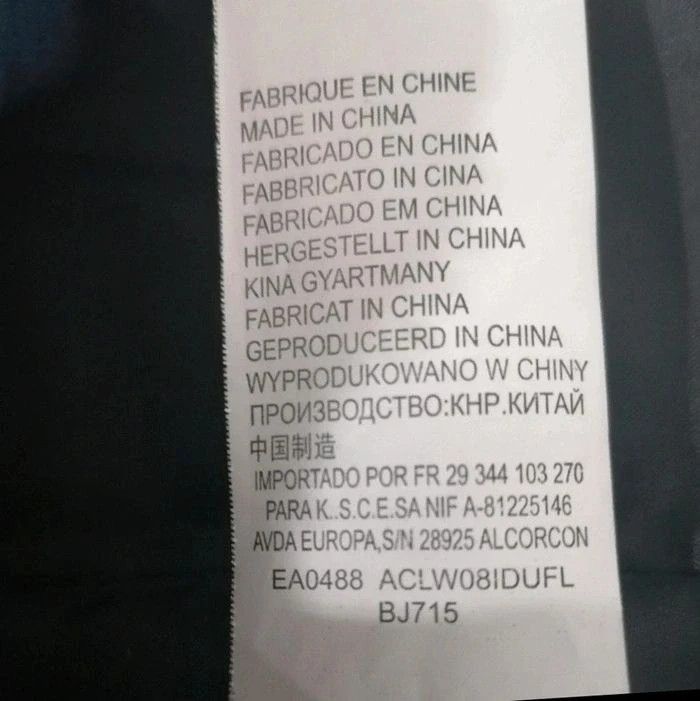 FABRIQUE EN CHINE
MADE IN CHINA
FABRICADO EN CHINA
FABBRICATO IN CINA
FABRICADO EM CHINA
HERGESTELLT IN CHINA
KINA GYARTMANY
FABRICAT IN CHINA
GEPRODUCEERD IN CHINA
WYPRODUKOWANO W CHINY
ПРОИЗВОДСТВО:КНР.КИТАЙ
中国制造
IMPORTADO POR FR 29 344 103 270
PARA K..S.C.E.SA NIF A-81225146
AVDA EUROPA,S/N 28925 ALCORCON
EA0488 ACLW08IDUFL
BJ715